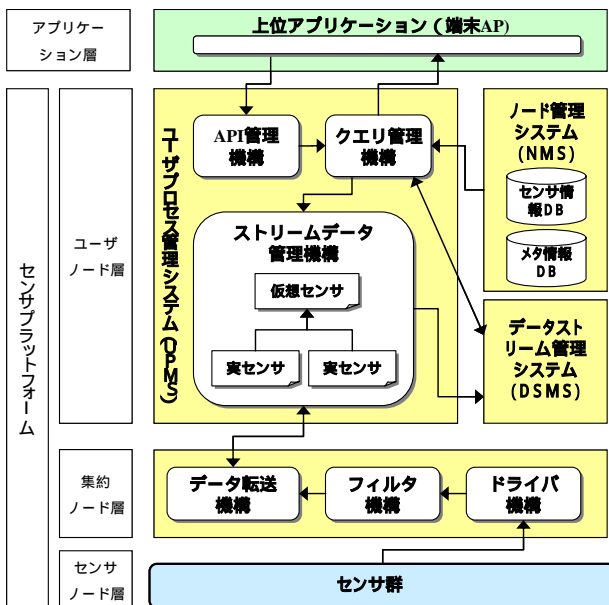 アプリケー
ション層
上位アプリケーション(端末AP)
センサプラットフォーム
ユーザ
ノード層
ユーザプロセス管理システム(UPMS)
API管理
機構
クエリ管理
機構
ストリームデータ
管理機構
仮想センサ
実センサ
実センサ
ノード管理
システム
(NMS)
センサ情
報DB
メタ情報
DB
データスト
リーム管理
システム
(DSMS)
集約
ノード層
データ転送
機構
フィルタ
機構
ドライバ
機構
センサ
ノード層
センサ群